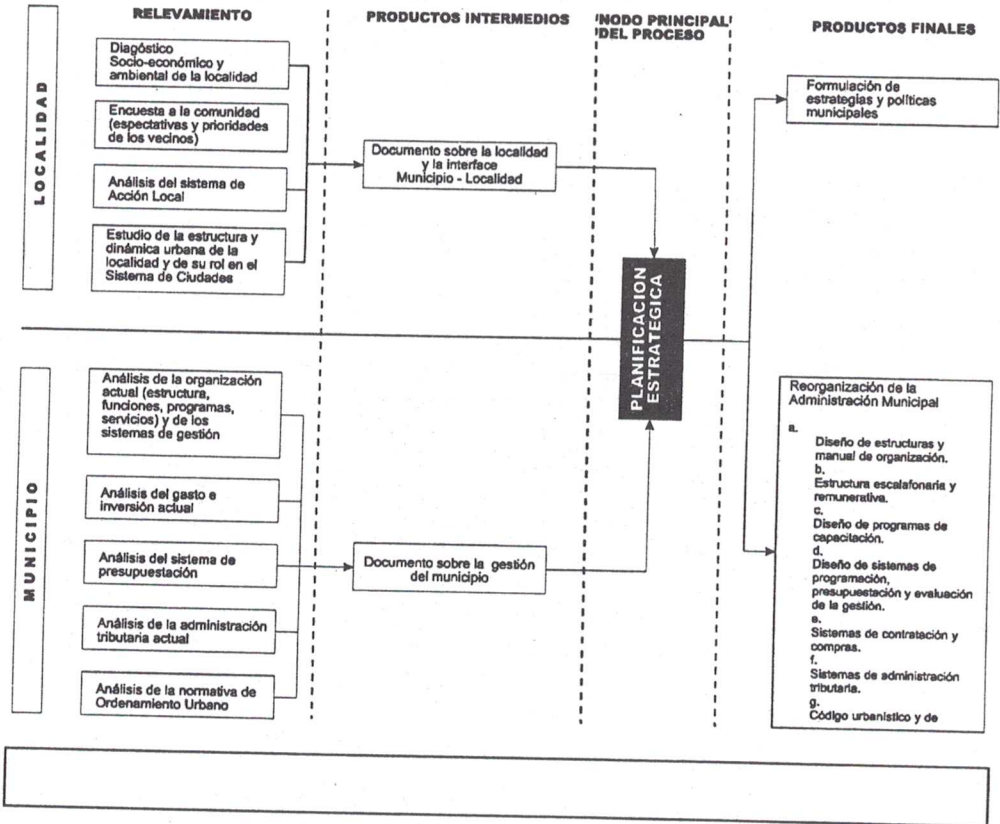 RELEVAMIENTO
PRODUCTOS INTERMEDIOS
NODO PRINCIPAL
DEL PROCESO
PRODUCTOS FINALES
LOCALIDAD
Diagóstico
Socio-económico y
ambiental de la localidad
Encuesta a la comunidad
(espectativas y prioridades
de los vecinos)
Análisis del sistema de
Acción Local
Estudio de la estructura y
dinámica urbana de la
localidad y de su rol en el
Sistema de Ciudades
Documento sobre la localidad
y la interface
Municipio - Localidad
PLANIFICACION
ESTRATEGICA
Formulación de
estrategias y políticas
municipales
MUNICIPIO
Análisis de la organización
actual (estructura,
funciones, programas,
servicios) y de los
sistemas de gestión
Análisis del gasto e
inversión actual
Análisis del sistema de
presupuestación
Análisis de la administración
tributaria actual
Análisis de la normativa de
Ordenamiento Urbano
Documento sobre la gestión
del municipio
Reorganización de la
Administración Municipal
a.
Diseño de estructuras y
manual de organización.
b.
Estructura escalafonaria y
remunerativa.
c.
Diseño de programas de
capacitación.
d.
Diseño de sistemas de
programación,
presupuestación y evaluación
de la gestión.
e.
Sistemas de contratación y
compras.
f.
Sistemas de administración
tributaria.
g.
Código urbanístico y de